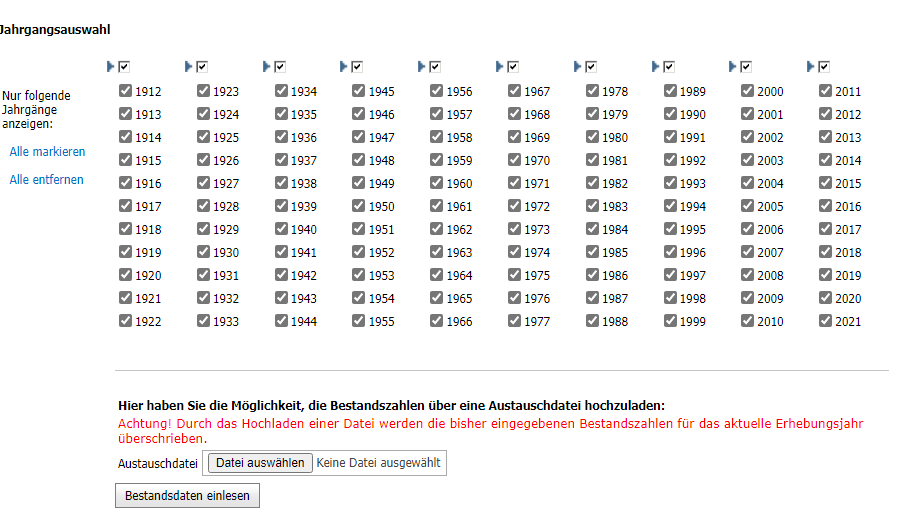 Jahrgangsauswahl
Nur folgende
Jahrgänge
anzeigen:
Alle markieren
Alle entfernen
1912 1923 1934 1945 1956 1967 1978 1989 2000 2011
1913 1924 1935 1946 1957 1968 1979 1990 2001 2012
1914 1925 1936 1947 1958 1969 1980 1991 2002 2013
1915 1926 1937 1948 1959 1970 1981 1992 2003 2014
1916 1927 1938 1949 1960 1971 1982 1993 2004 2015
1917 1928 1939 1950 1961 1972 1983 1994 2005 2016
1918 1929 1940 1951 1962 1973 1984 1995 2006 2017
1919 1930 1941 1952 1963 1974 1985 1996 2007 2018
1920 1931 1942 1953 1964 1975 1986 1997 2008 2019
1921 1932 1943 1954 1965 1976 1987 1998 2009 2020
1922 1933 1944 1955 1966 1977 1988 1999 2010 2021
Hier haben Sie die Möglichkeit, die Bestandszahlen über eine Austauschdatei hochzuladen:
Achtung! Durch das Hochladen einer Datei werden die bisher eingegebenen Bestandszahlen für das aktuelle Erhebungsjahr
überschrieben.
Austauschdatei Datei auswählen Keine Datei ausgewählt
Bestandsdaten einlesen